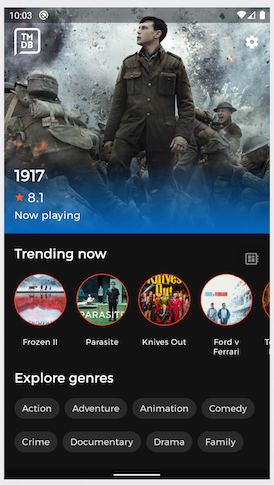 10:03
TM
DB
1917
8.1
Now playing
Trending now
PARASITE
Knives
Out
Frozen II
Parasite
Knives Out
Ford v
Ferrari
Explore genres
Action
Adventure
Animation
Comedy
Crime
Documentary
Drama
Family